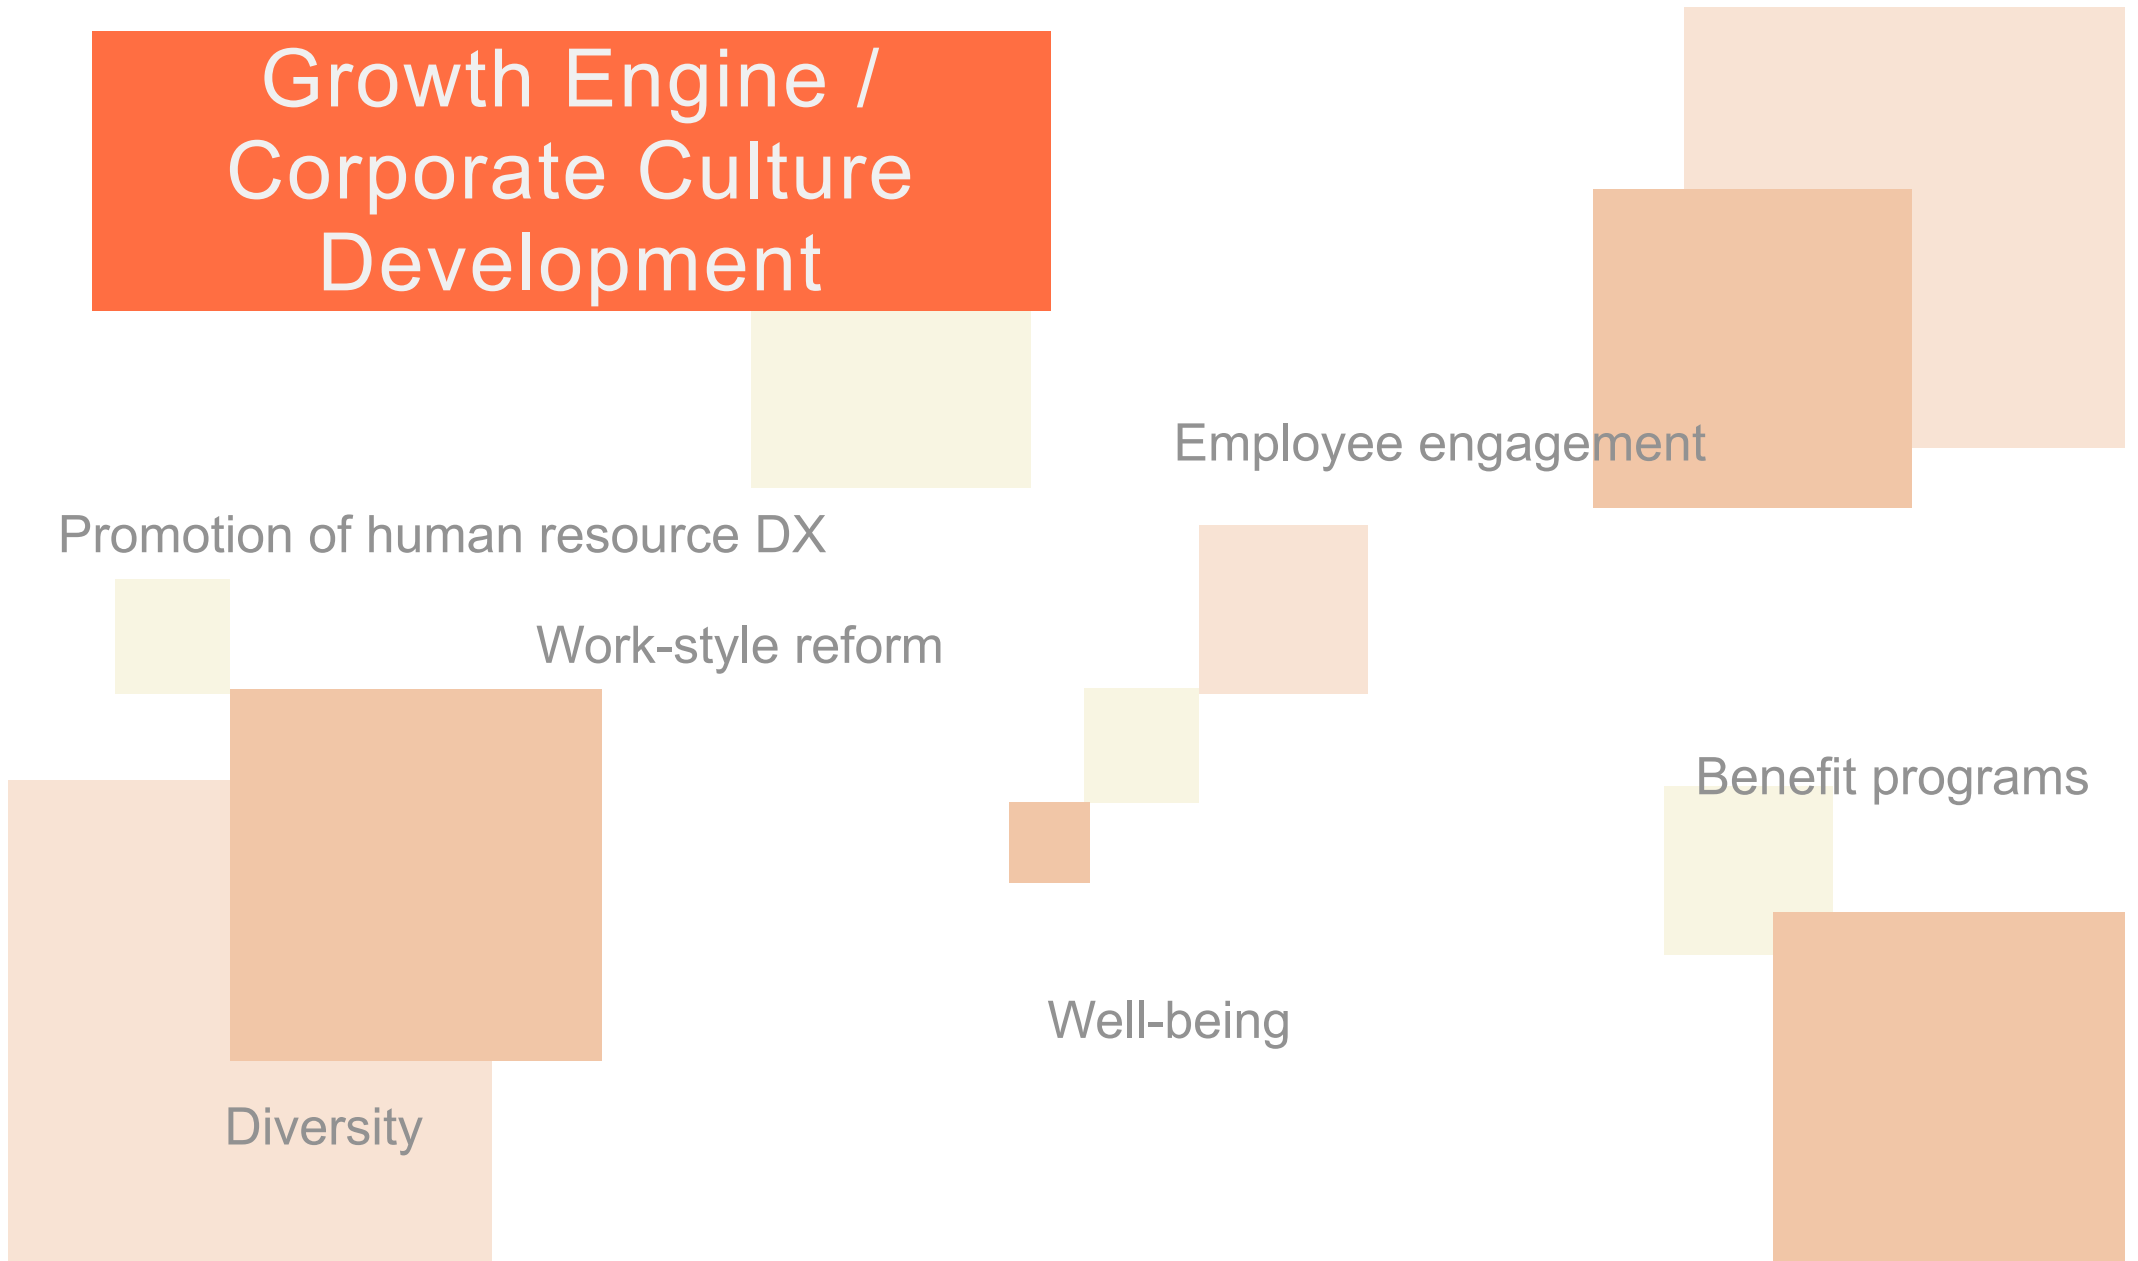 Growth Engine /
Corporate Culture
Development
Employee engagement
Promotion of human resource DX
Work-style reform
Benefit programs
Well-being
Diversity